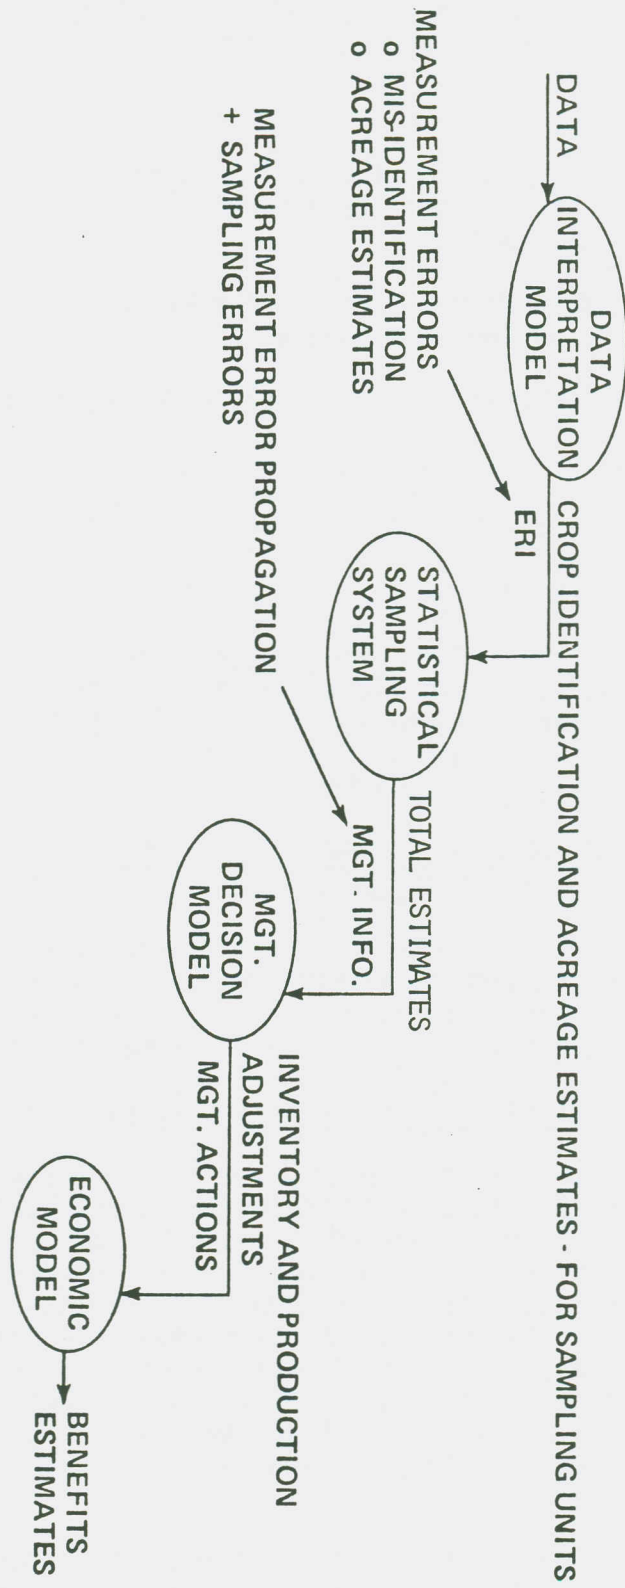 DATA
DATA
INTERPRETATION
MODEL
CROP IDENTIFICATION AND ACREAGE ESTIMATES - FOR SAMPLING UNITS
ERI
MEASUREMENT ERRORS
o MIS-IDENTIFICATION
o ACREAGE ESTIMATES
STATISTICAL
SAMPLING
SYSTEM
TOTAL ESTIMATES
MGT. INFO.
MEASUREMENT ERROR PROPAGATION
+ SAMPLING ERRORS
MGT.
DECISION
MODEL
INVENTORY AND PRODUCTION
ADJUSTMENTS
MGT. ACTIONS
ECONOMIC
MODEL
BENEFITS
ESTIMATES